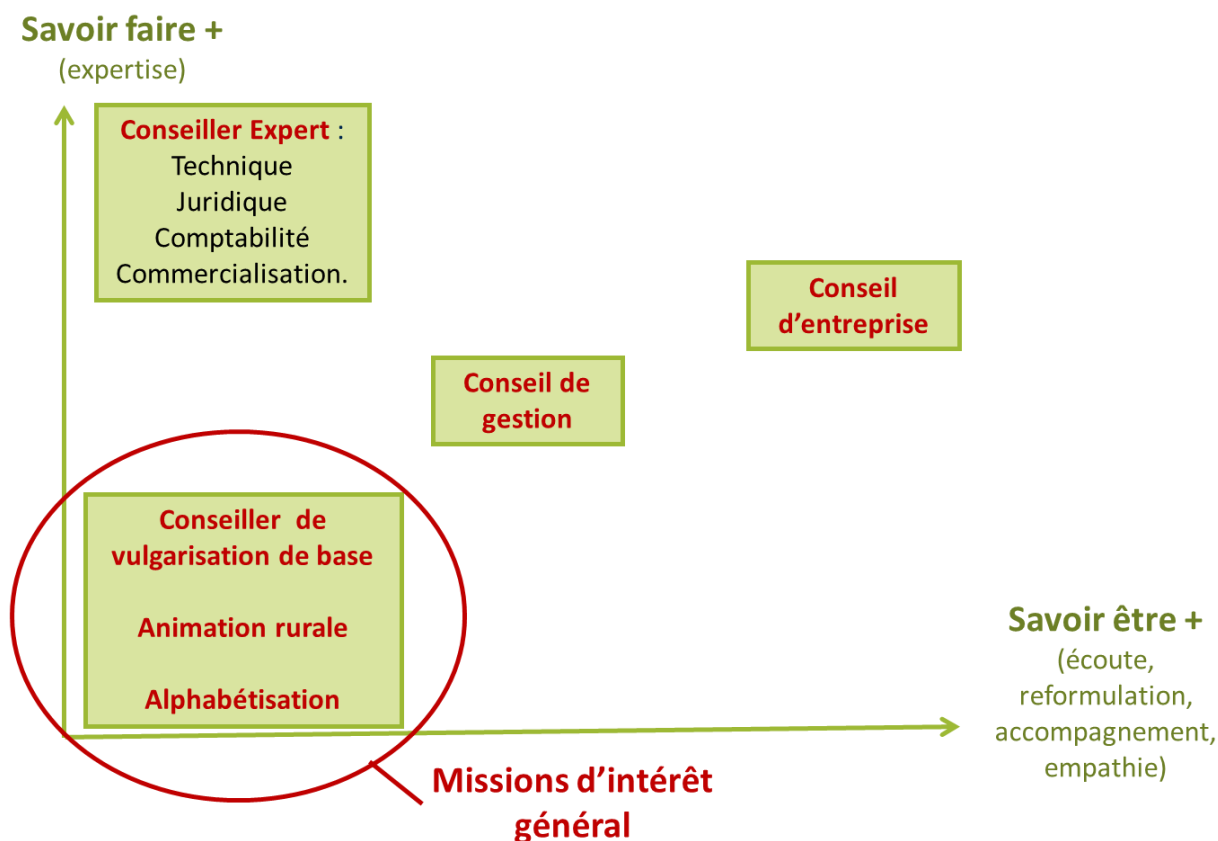 Savoir faire +
(expertise)
Conseiller Expert :
Technique
Juridique
Comptabilité
Commercialisation.
Conseil
d’entreprise
Conseil de
gestion
Conseiller de
vulgarisation de base
Animation rurale
Alphabétisation
Savoir être +
(écoute,
reformulation,
accompagnement,
empathie)
Missions d’intérêt
général